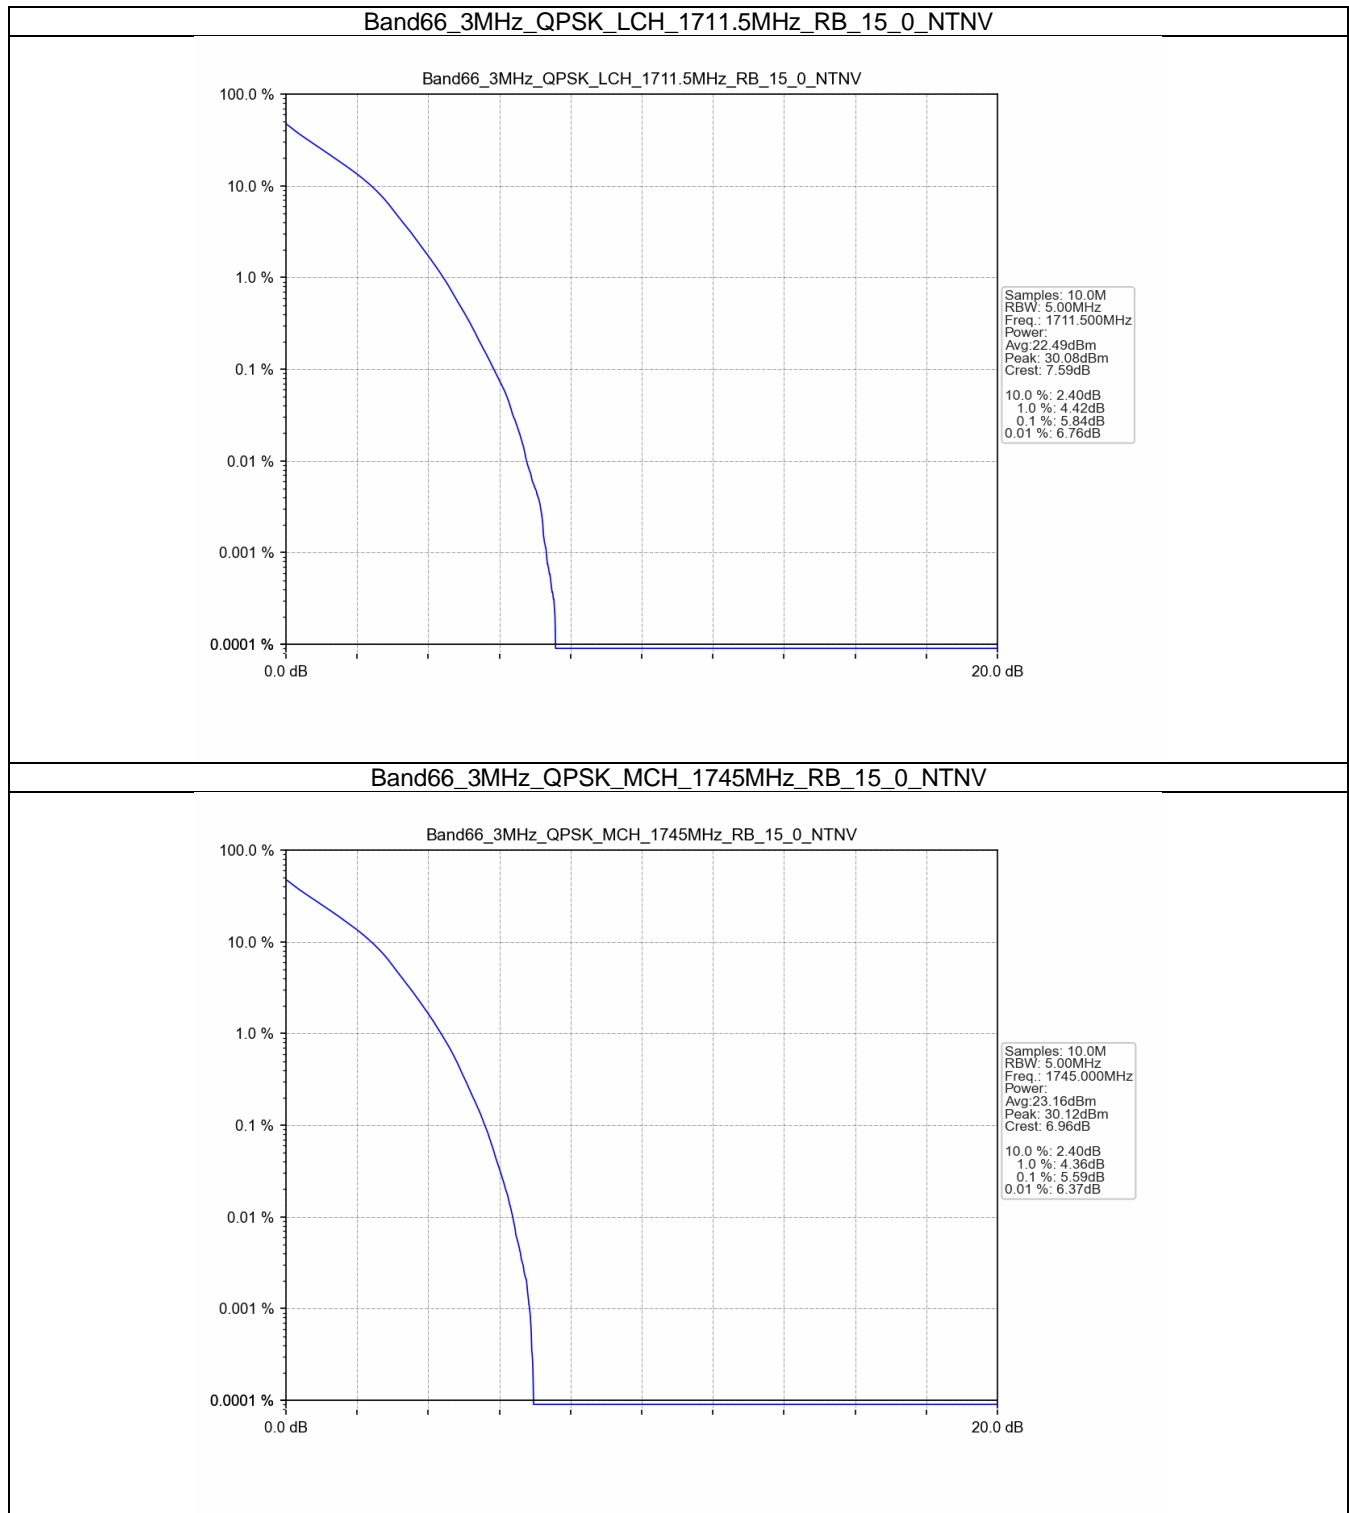 Band66_3MHz_QPSK_LCH_1711.5MHz_RB_15_0_NTNV
Band66_3MHz_QPSK_LCH_1711.5MHz_RB_15_0_NTNV
100.0 %
10.0 %
1.0 %
0.1 %
0.01 %
0.001 %
0.0001 %
0.0 dB
20.0 dB
Samples: 10.0M
RBW: 5.00MHz
Freq.: 1711.500MHz
Power:
Avg:22.49dBm
Peak: 30.08dBm
Crest: 7.59dB
10.0 %: 2.40dB
1.0 %: 4.42dB
0.1 %: 5.84dB
0.01 %: 6.76dB
Band66_3MHz_QPSK_MCH_1745MHz_RB_15_0_NTNV
Band66_3MHz_QPSK_MCH_1745MHz_RB_15_0_NTNV
100.0 %
10.0 %
1.0 %
0.1 %
0.01 %
0.001 %
0.0001 %
0.0 dB
20.0 dB
Samples: 10.0M
RBW: 5.00MHz
Freq.: 1745.000MHz
Power:
Avg:23.16dBm
Peak: 30.12dBm
Crest: 6.96dB
10.0 %: 2.40dB
1.0 %: 4.36dB
0.1 %: 5.59dB
0.01 %: 6.37dB